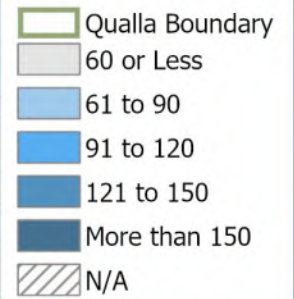 Qualla Boundary
60 or Less
61 to 90
91 to 120
121 to 150
More than 150
N/A